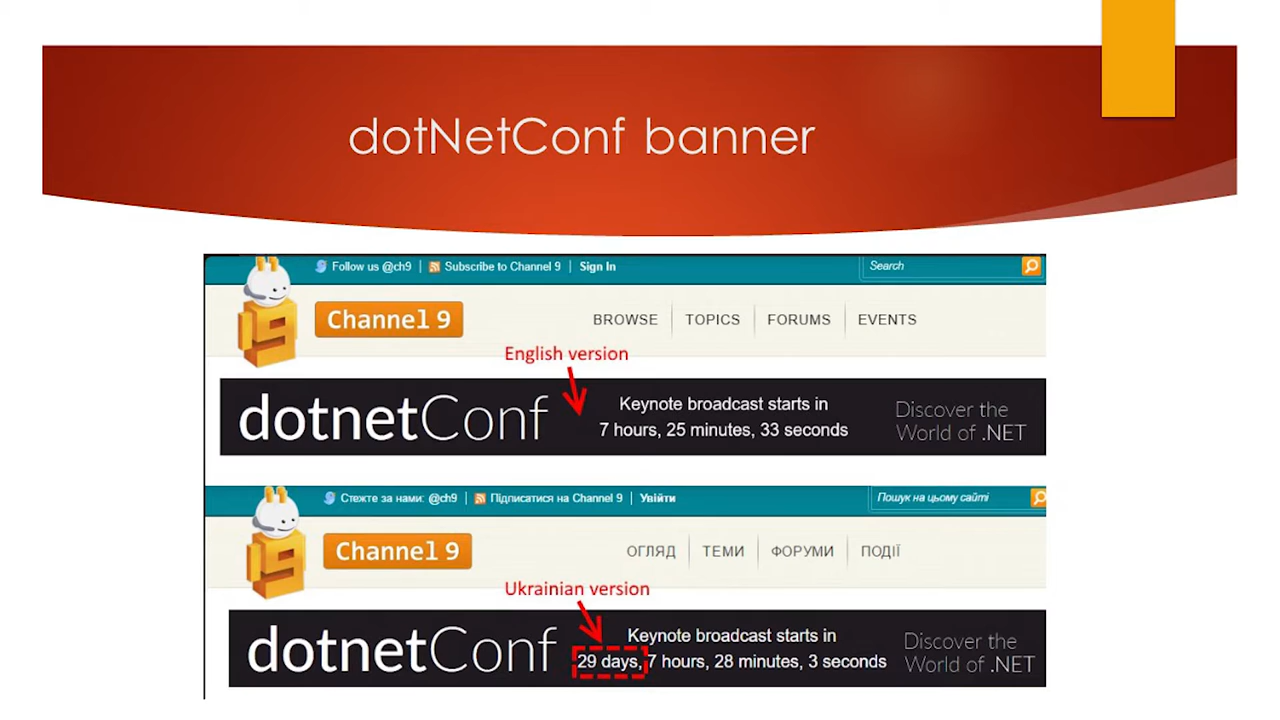 dotNetConf banner
Follow us @ch9 | Subscribe to Channel 9 | Sign In
Search
9
Channel 9
BROWSE TOPICS FORUMS EVENTS
English version
dotnetConf
Keynote broadcast starts in
7 hours, 25 minutes, 33 seconds
Discover the
World of .NET
Стежте за нами: @ch9 | Підписатися на Channel 9 | Увійти
Пошук на цьому сайті
9
Channel 9
ОГЛЯД ТЕМИ ФОРУМИ ПОДІЇ
Ukrainian version
dotnetConf
Keynote broadcast starts in
29 days, 7 hours, 28 minutes, 3 seconds
Discover the
World of .NET